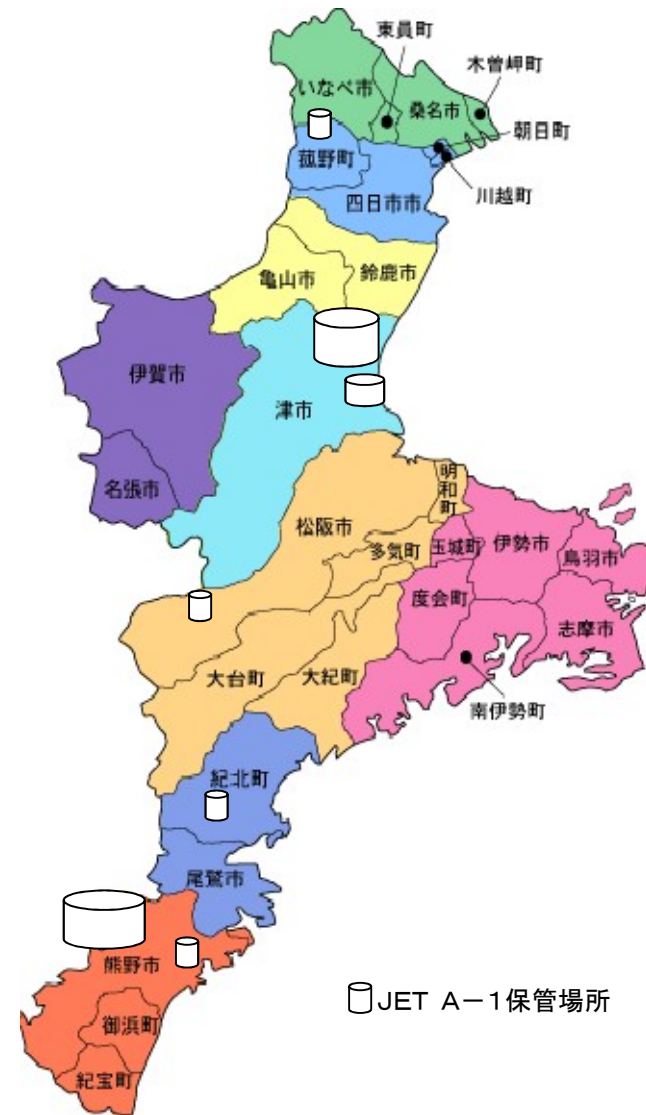 東員町
木曽岬町
いなべ市
桑名市
朝日町
菰野町
川越町
四日市市
亀山市
鈴鹿市
伊賀市
津市
名張市
明和町
松阪市
多気町
玉城町
伊勢市
鳥羽市
度会町
志摩市
大台町
大紀町
南伊勢町
紀北町
尾鷲市
熊野市
JET A－1保管場所
御浜町
紀宝町